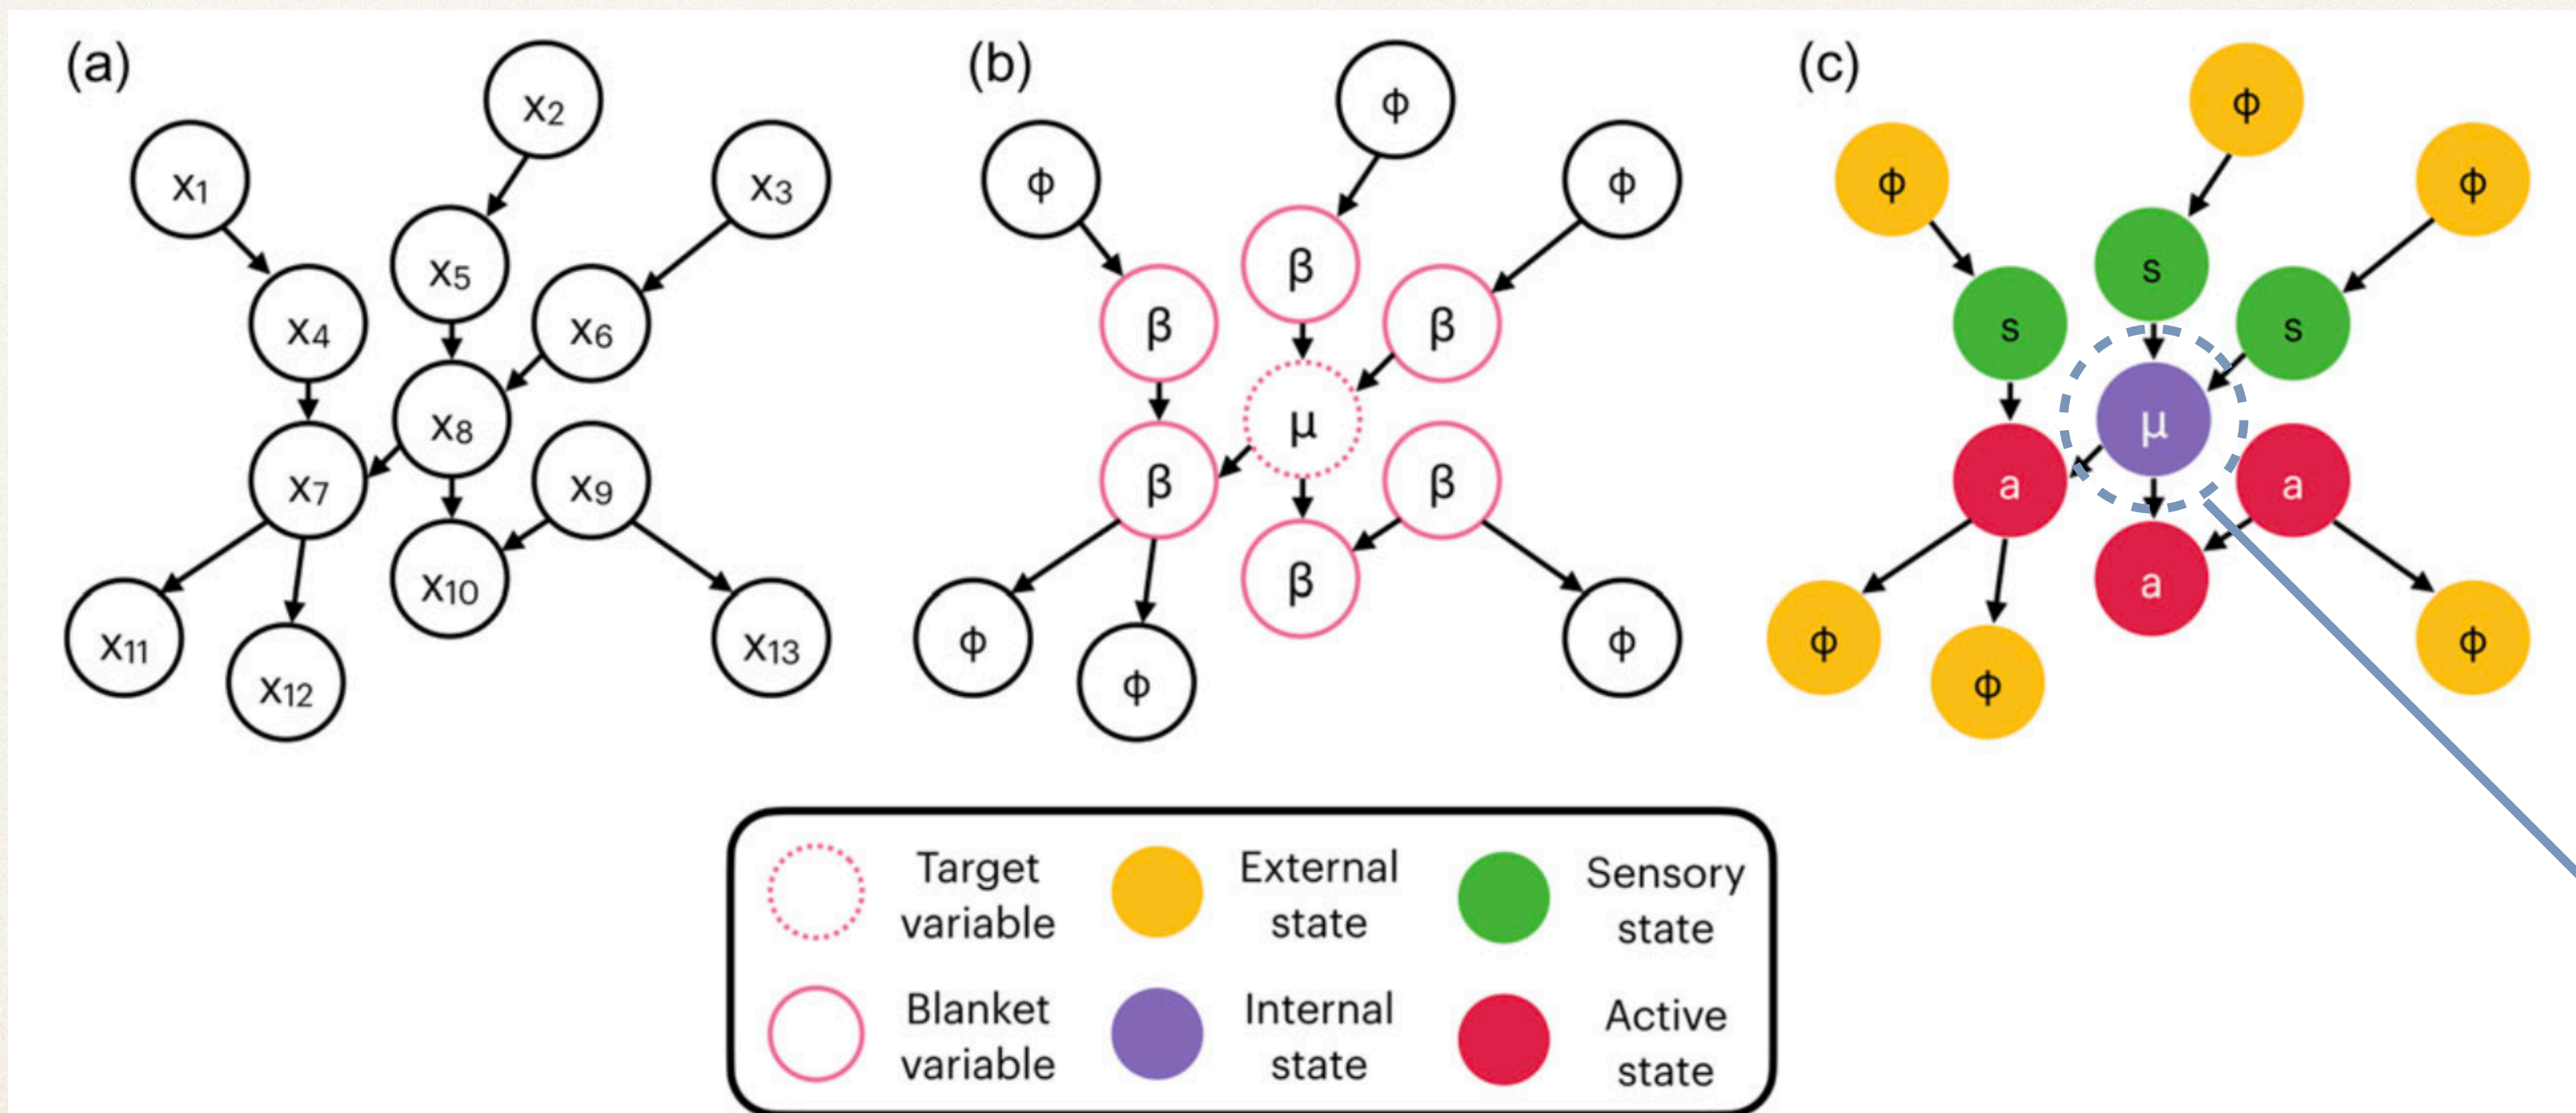 (a)
x1
x2
x3
x4
x5
x6
x7
x8
x9
x10
x11
x12
x13
(b)
ϕ
ϕ
ϕ
β
β
β
β
μ
β
β
ϕ
ϕ
ϕ
(c)
ϕ
ϕ
ϕ
s
s
s
a
μ
a
a
ϕ
ϕ
ϕ
Target
variable
External
state
Sensory
state
Blanket
variable
Internal
state
Active
state